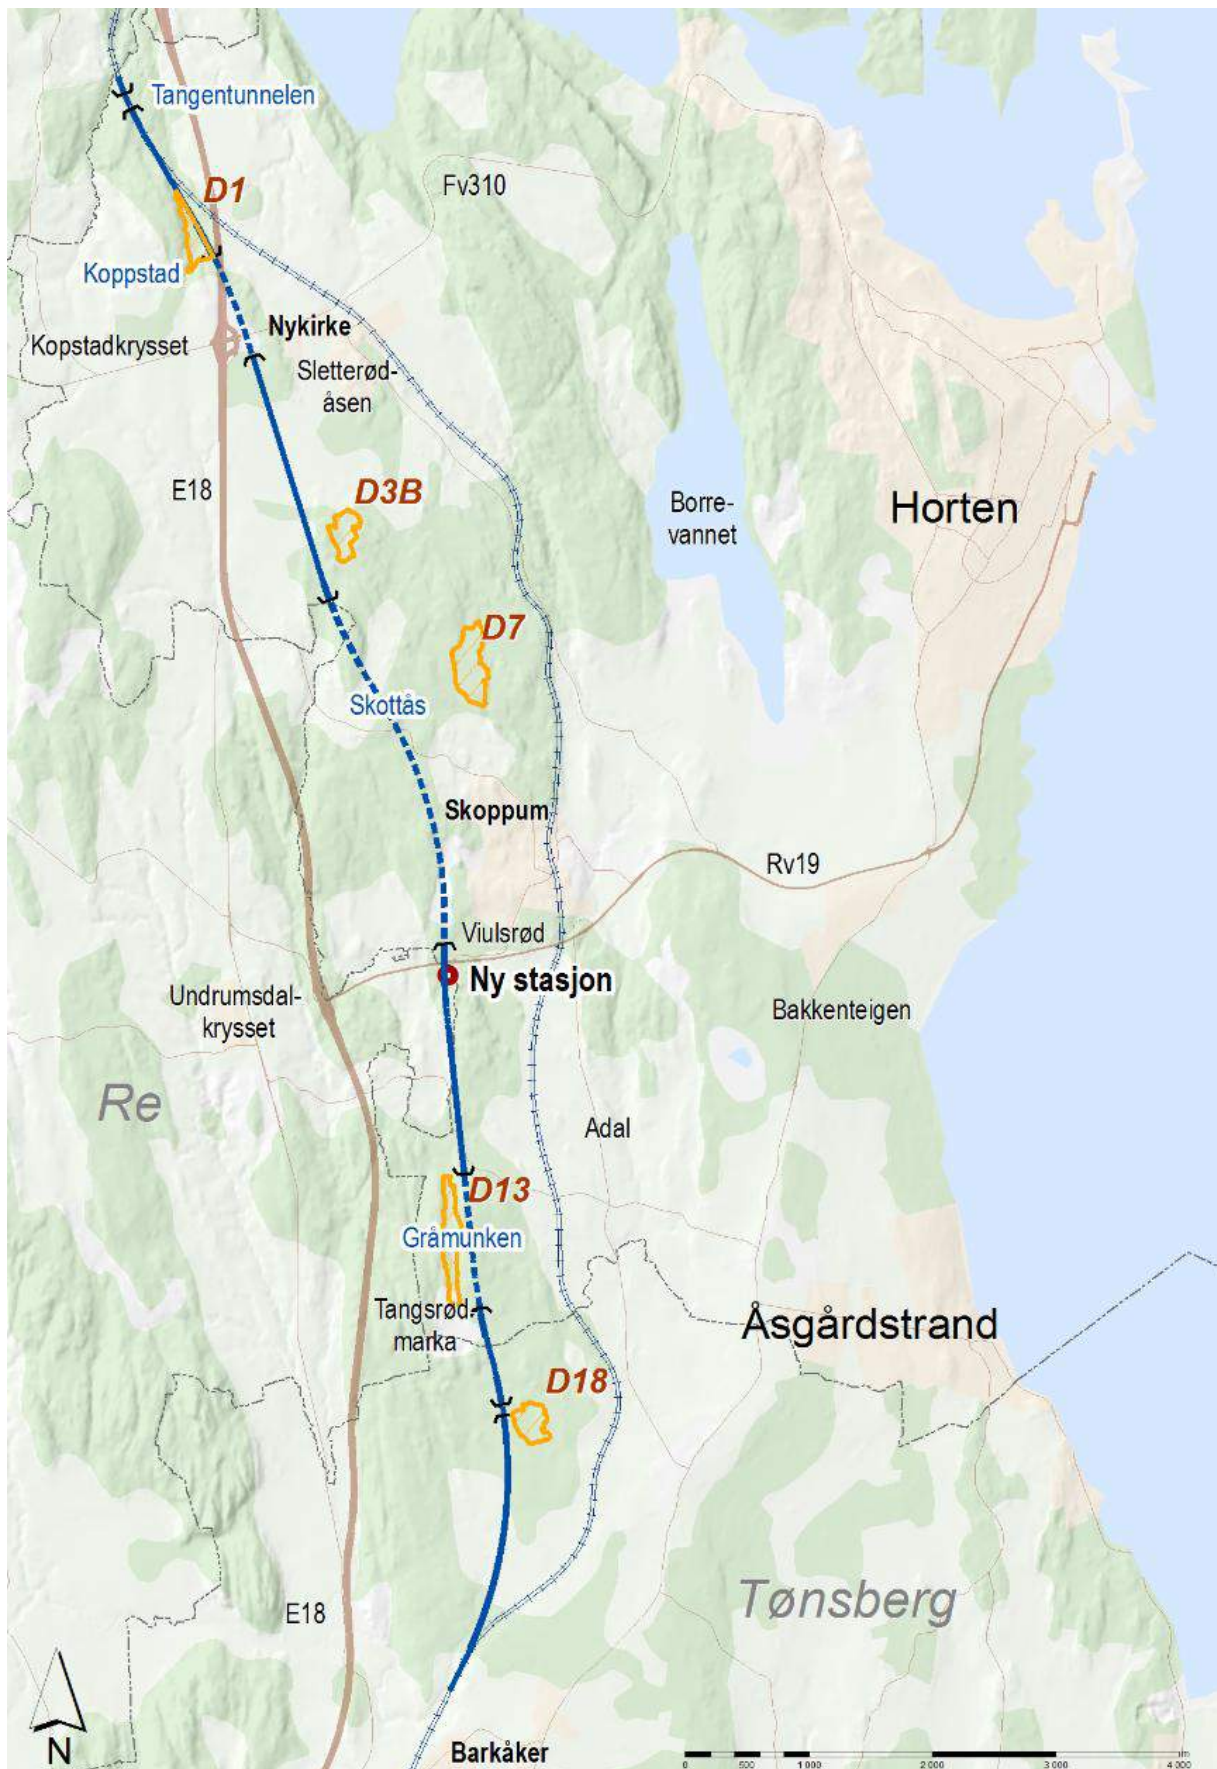 Tangentunnelen
D1
Fv310
Koppstad
Nykirke
Kopstadkrysset
Sletterød-
åsen
E18
D3B
Borre-
vannet
Horten
D7
Skottås
Skoppum
Rv19
Viulsrød
Ny stasjon
Undrumsdal-
krysset
Bakkenteigen
Re
Adal
D13
Gråmunken
Tangsrød
marka
Åsgårdstrand
D18
E18
Tønsberg
N
Barkåker
0 500 1 000 2 000 3 000 4 000